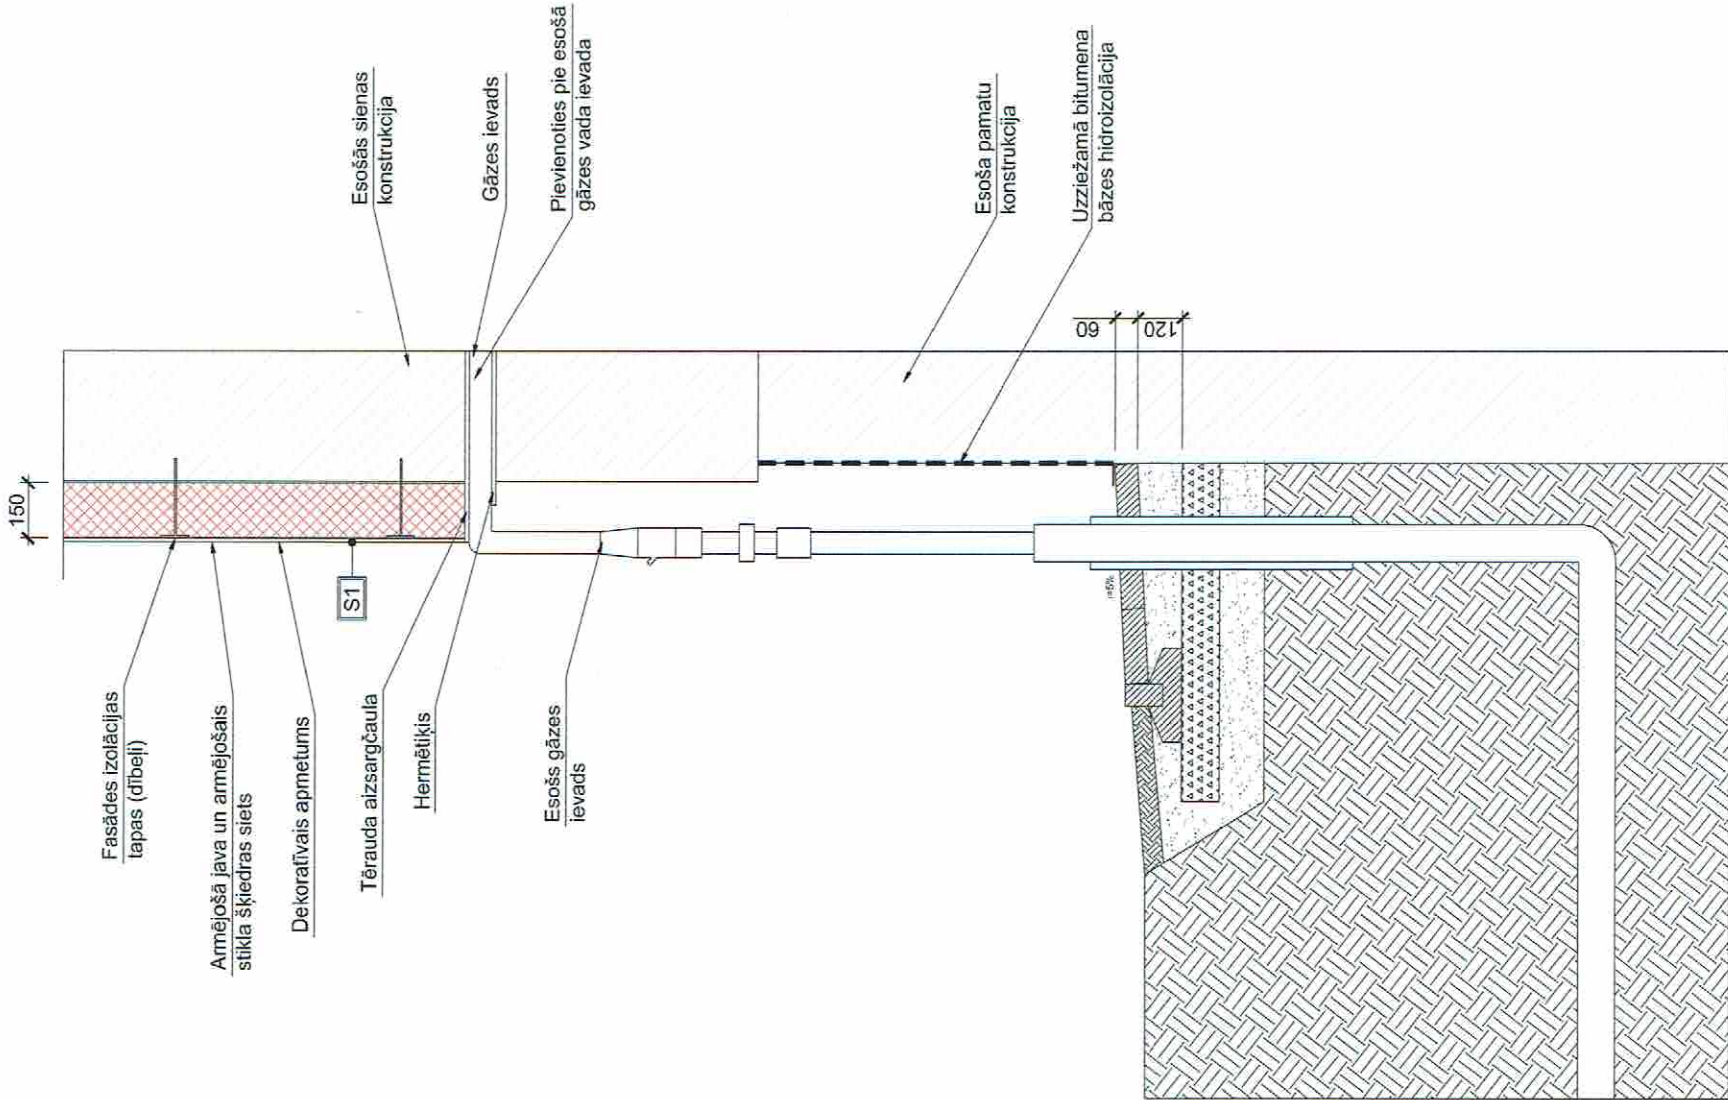 150
Esošās sienas
konstrukcija
Gāzes ievads
Pievienoties pie esošā
gāzes vada ievada
Esoša pamatu
konstrukcija
Uzziežamā bitumena
bāzes hidroizolācija
60
120
S1
i=5%
Fasādes izolācijas
tapas (dībeļi)
Armējošā java un armējošais
stikla šķiedras siets
Dekoratīvais apmetums
Tērauda aizsargčaula
Hermētiķis
Esošs gāzes
ievads